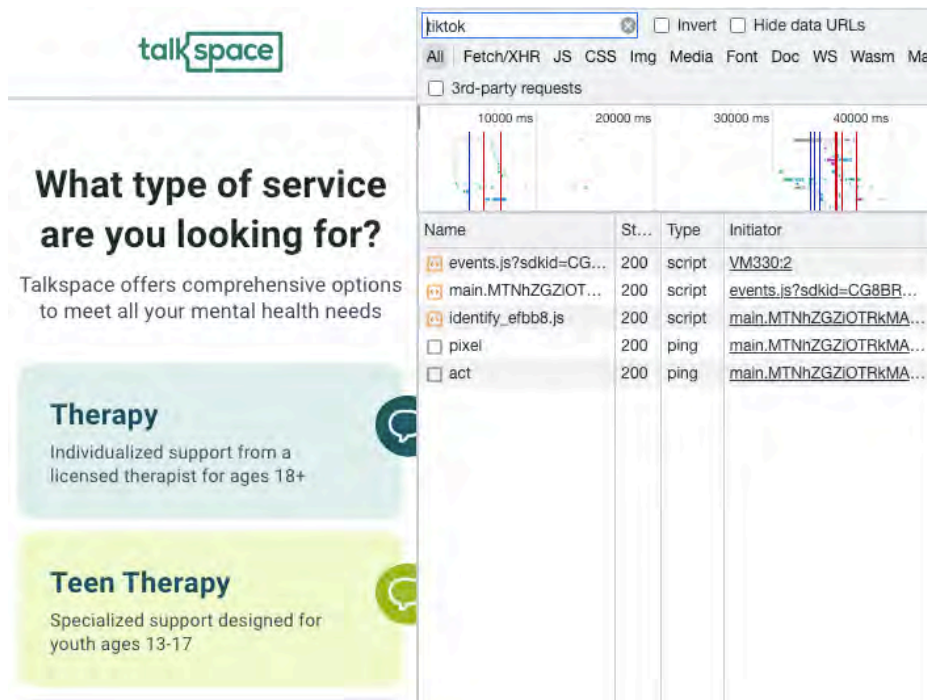 talkspace
What type of service
are you looking for?
Talkspace offers comprehensive options
to meet all your mental health needs
Therapy
Individualized support from a
licensed therapist for ages 18+
Teen Therapy
Specialized support designed for
youth ages 13-17
tiktok
Invert
Hide data URLs
All Fetch/XHR JS CSS Img Media Font Doc WS Wasm Ma
3rd-party requests
10000 ms 20000 ms 30000 ms 40000 ms
Name St... Type Initiator
events.js?sdkid=CG... 200 script VM330:2
main.MTNhZGZiOT... 200 script events.js?sdkid=CG8BR...
identify_efbb8.js 200 script main.MTNhZGZiOTRkMA...
pixel 200 ping main.MTNhZGZiOTRkMA...
act 200 ping main.MTNhZGZiOTRkMA...